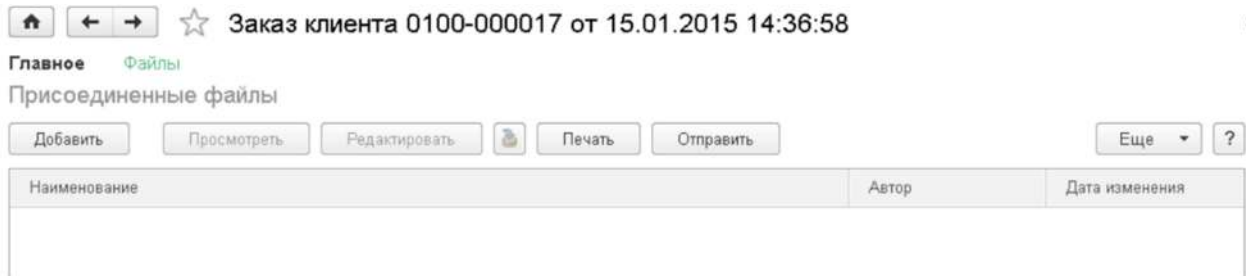 Заказ клиента 0100-000017 от 15.01.2015 14:36:58
Главное Файлы
Присоединенные файлы
Добавить Просмотреть Редактировать Печать Отправить Еще ?
Наименование Автор Дата изменения